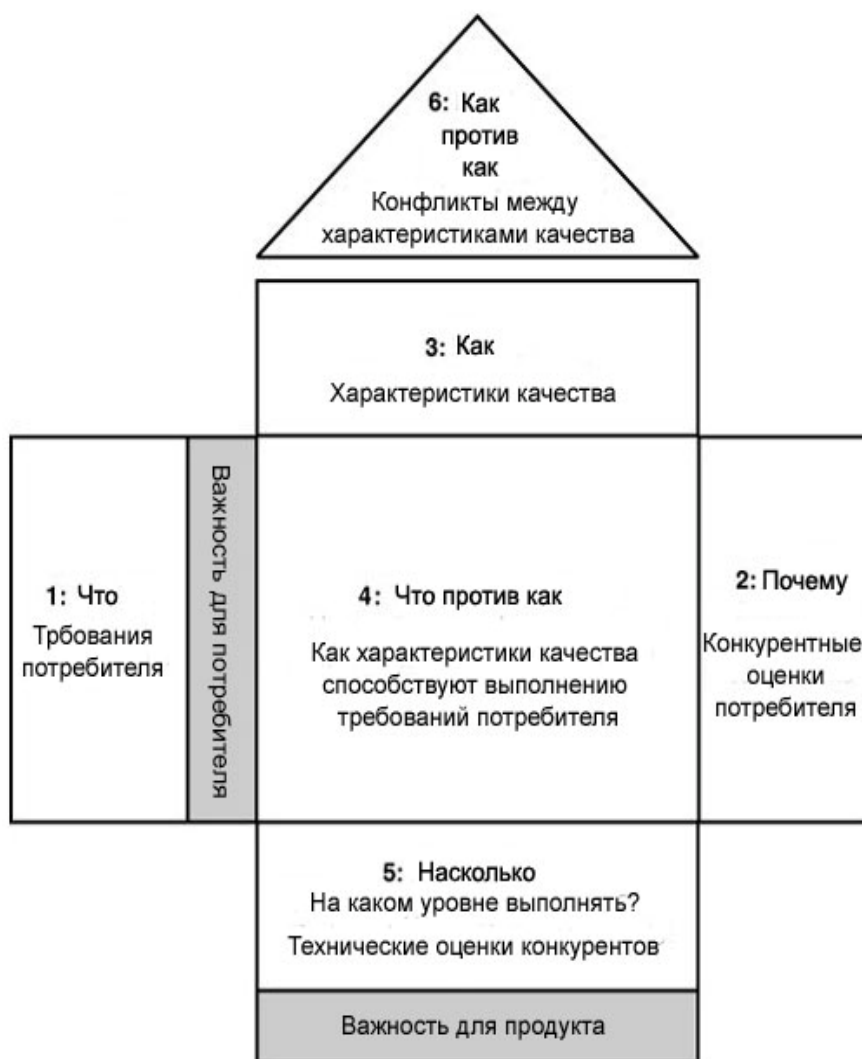 6: Как
против
как
Конфликты между
характеристиками качества
3: Как
Характеристики качества
1: Что
Трбования
потребителя
Важность для потребителя
4: Что против как
Как характеристики качества
способствуют выполнению
требований потребителя
2: Почему
Конкурентные
оценки
потребителя
5: Насколько
На каком уровне выполнять?
Технические оценки конкурентов
Важность для продукта